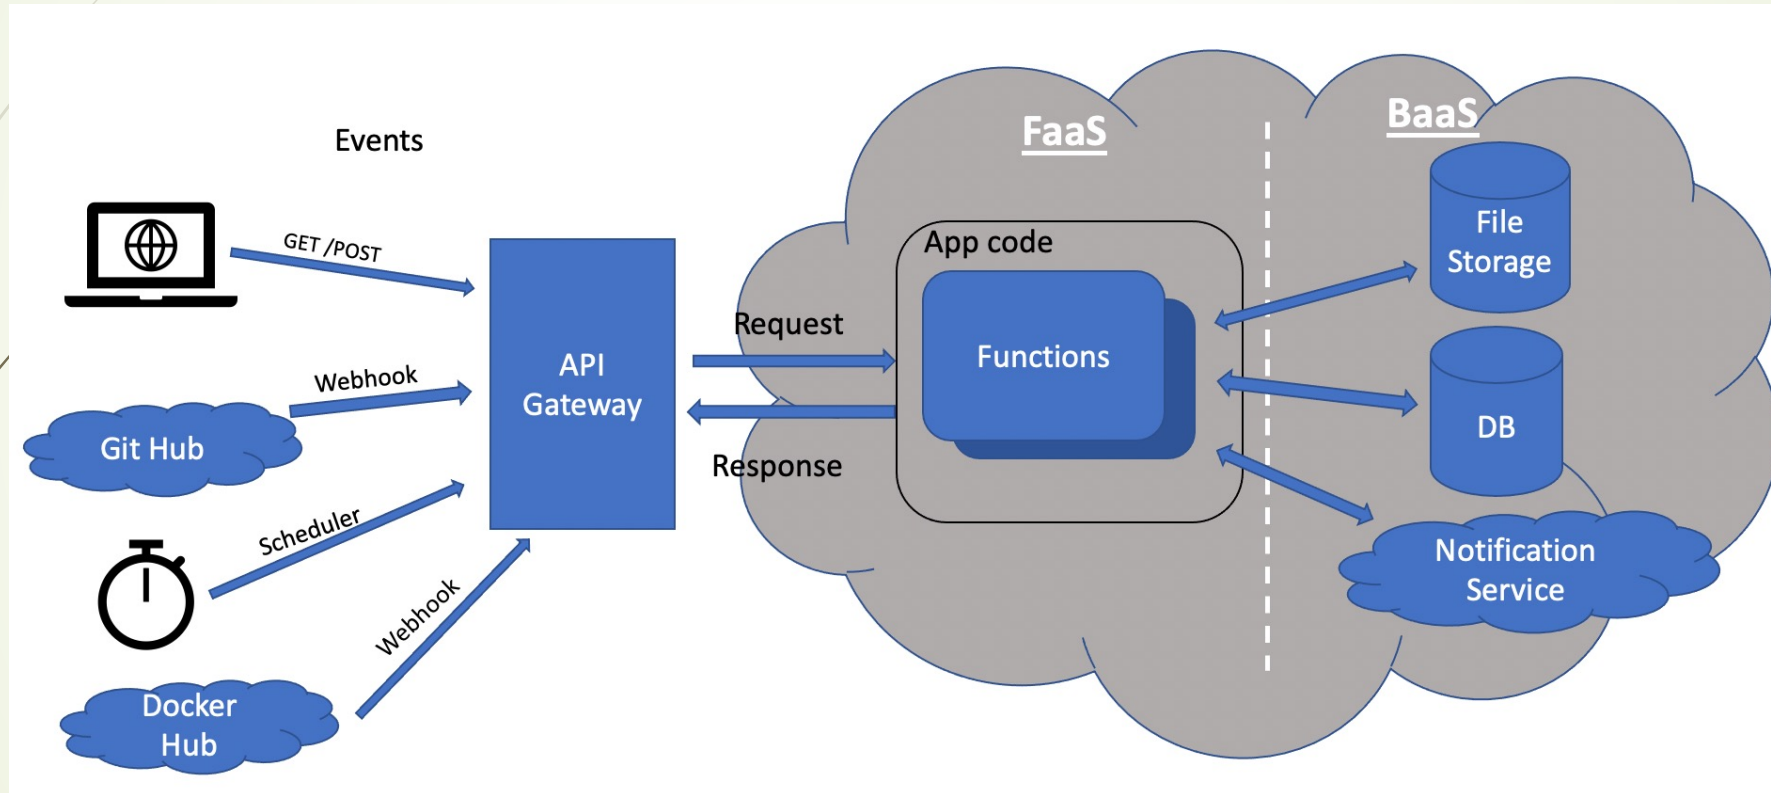 Events
GET /POST
Webhook
Git Hub
Scheduler
Webhook
Docker
Hub
API
Gateway
Request
Response
FaaS
App code
Functions
BaaS
File
Storage
DB
Notification
Service